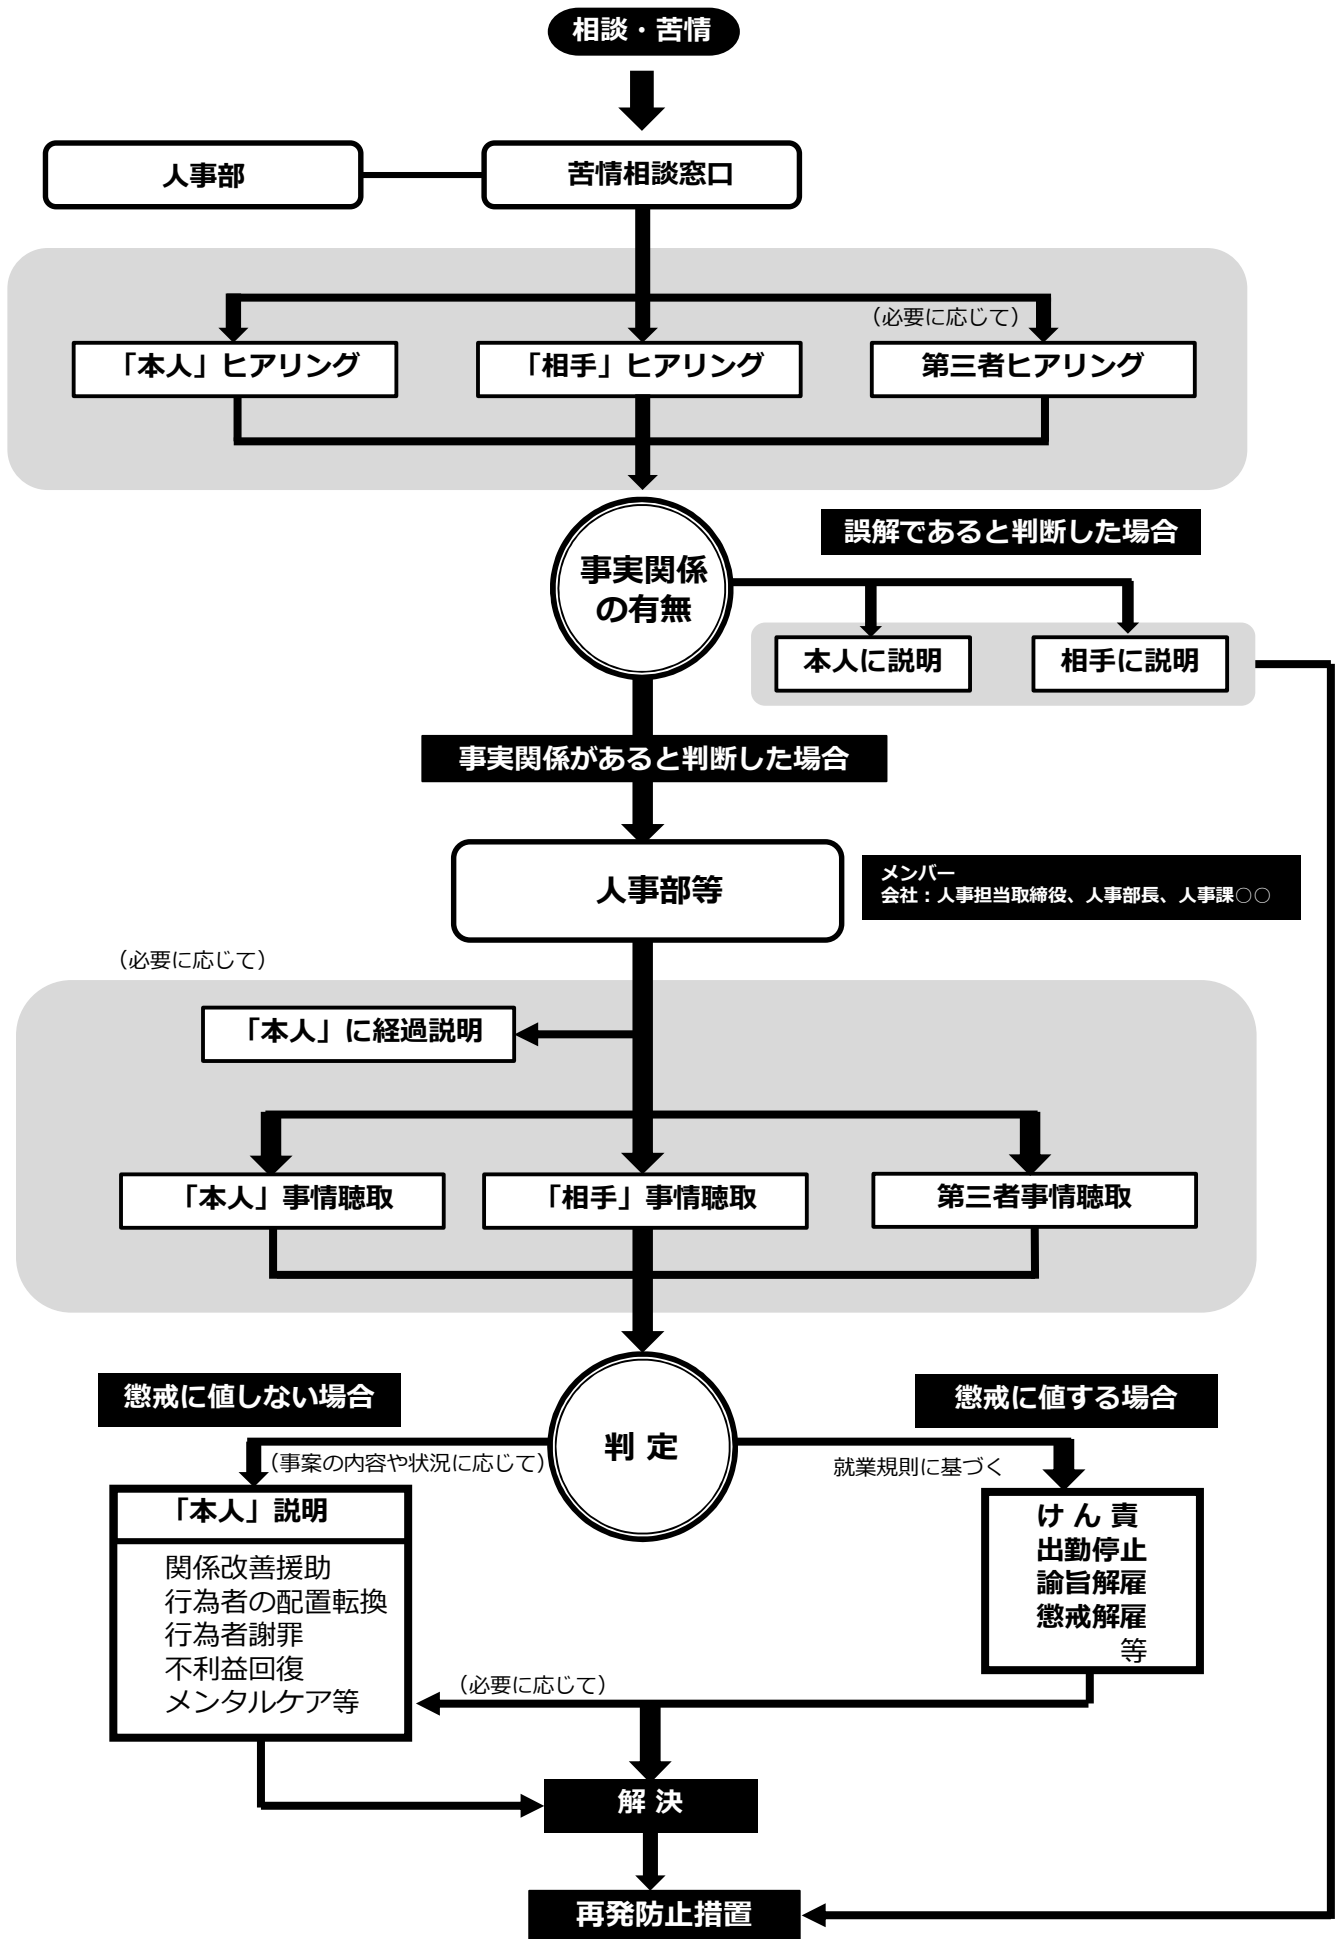 相談・苦情
人事部
苦情相談窓口
（必要に応じて）
「本人」ヒアリング
「相手」ヒアリング
第三者ヒアリング
誤解であると判断した場合
事実関係
の有無
本人に説明
相手に説明
事実関係があると判断した場合
人事部等
メンバー
会社：人事担当取締役、人事部長、人事課○○
（必要に応じて）
「本人」に経過説明
「本人」事情聴取
「相手」事情聴取
第三者事情聴取
懲戒に値しない場合
懲戒に値する場合
判 定
（事案の内容や状況に応じて）
就業規則に基づく
「本人」説明
関係改善援助
行為者の配置転換
行為者謝罪
不利益回復
メンタルケア等
け ん 責
出勤停止
諭旨解雇
懲戒解雇
等
（必要に応じて）
解 決
再発防止措置